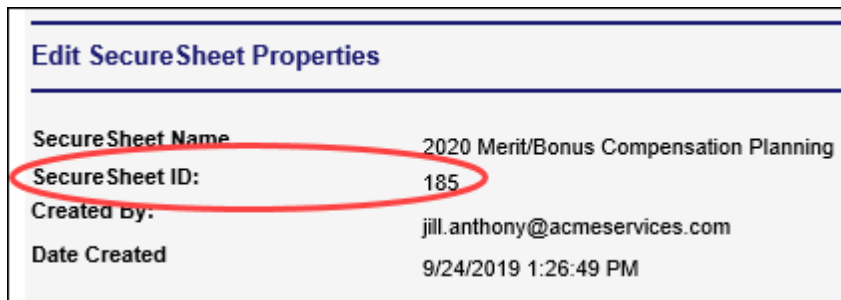 Edit SecureSheet Properties
SecureSheet Name 2020 Merit/Bonus Compensation Planning
SecureSheet ID: 185
Created By: jill.anthony@acmeservices.com
Date Created 9/24/2019 1:26:49 PM